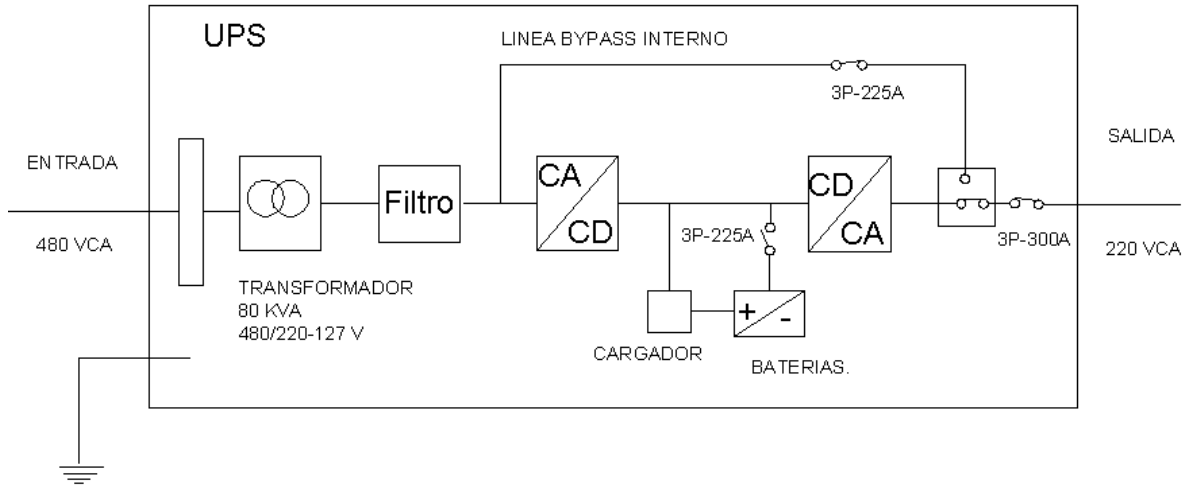 UPS
LINEA BYPASS INTERNO
3P-225A
ENTRADA
480 VCA
TRANSFORMADOR
80 KVA
480/220-127 V
Filtro
CA
CD
3P-225A
CARGADOR
+
-
BATERIAS.
CD
CA
3P-300A
SALIDA
220 VCA